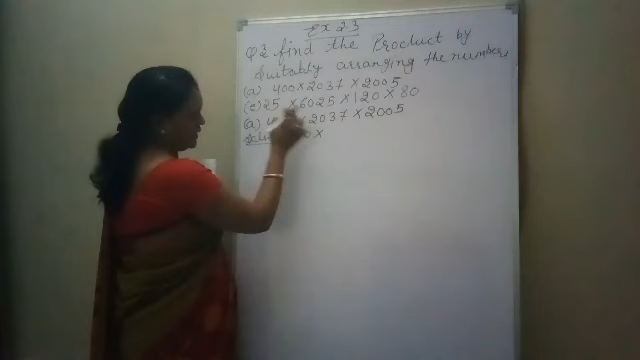 Ex 2.3
Q2 find the Product by
suitably arranging the numbers
(a) 400 × 2037 × 2005
(e) 25 × 6025 × 120 × 80
(a) × 2037 × 2005
×